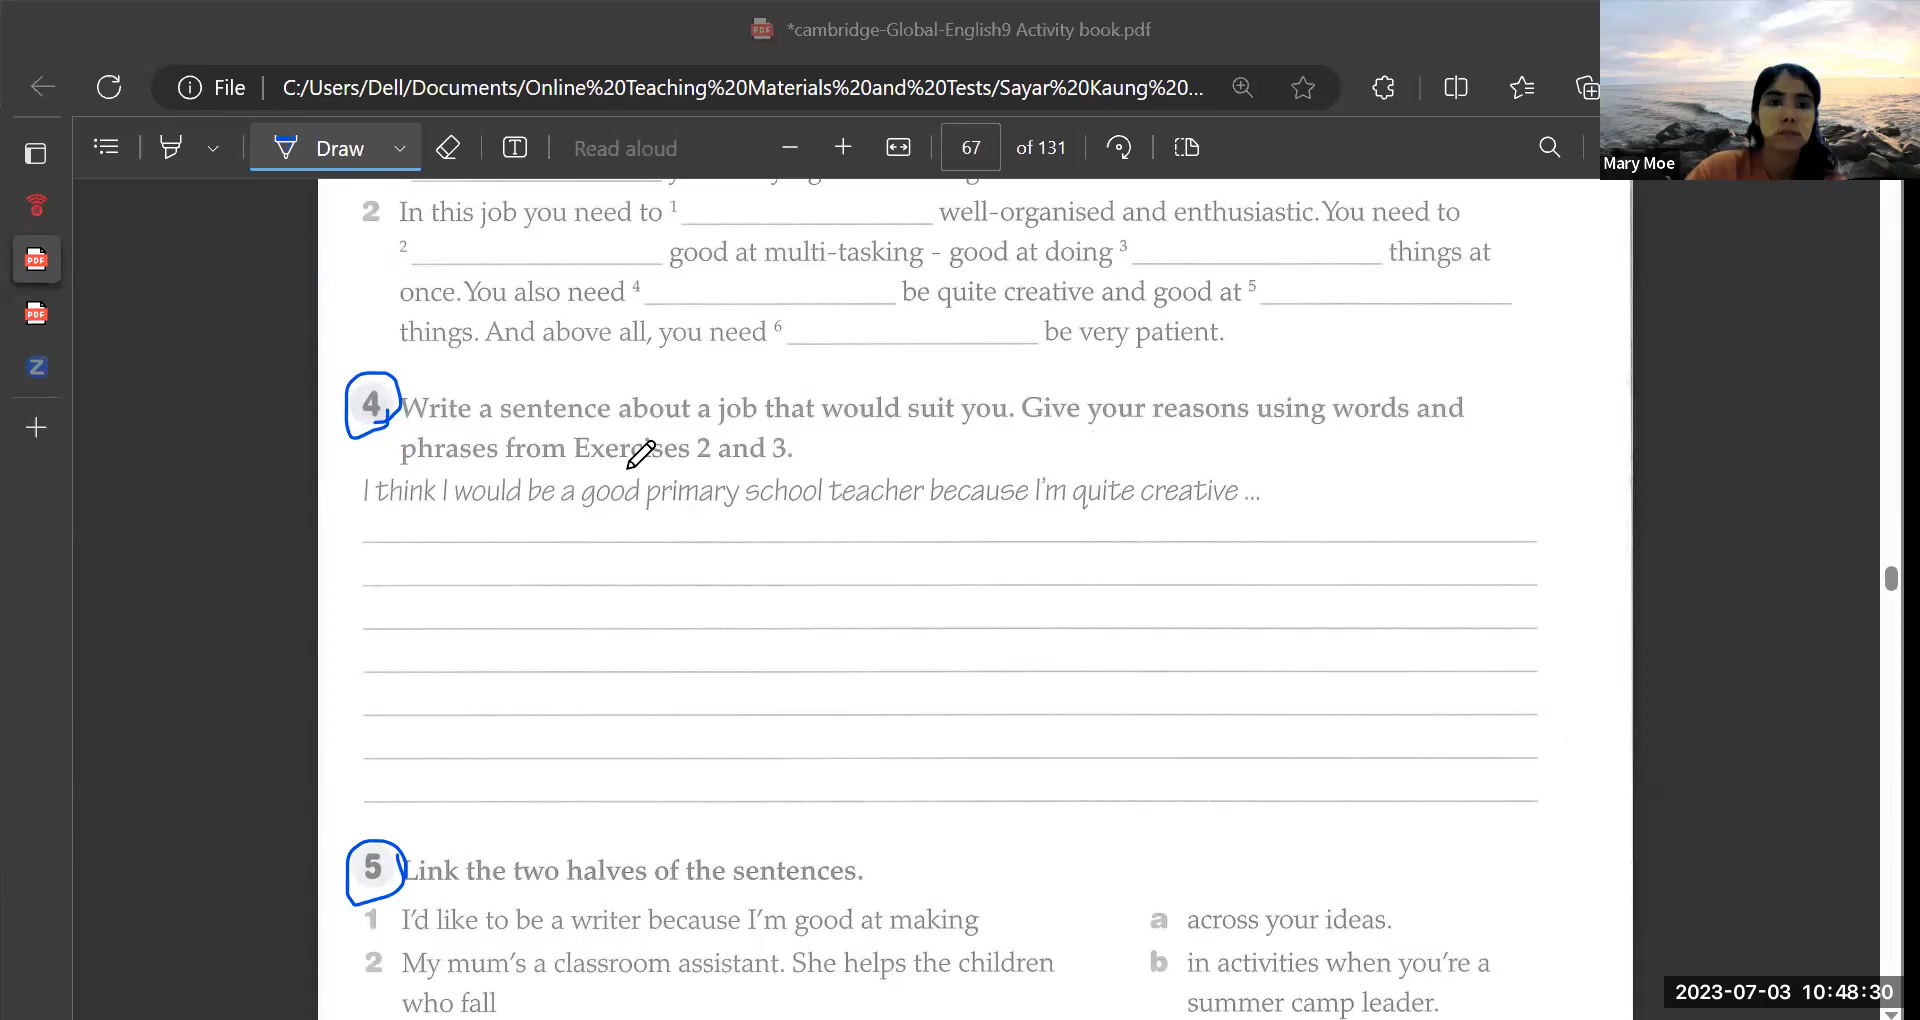 *cambridge-Global-English9 Activity book.pdf
File C:/Users/Dell/Documents/Online%20Teaching%20Materials%20and%20Tests/Sayar%20Kaung%20...
Draw Read aloud 67 of 131
Mary Moe
2 In this job you need to 1 ____________ well-organised and enthusiastic. You need to
2 ____________ good at multi-tasking - good at doing 3 ____________ things at
once. You also need 4 ____________ be quite creative and good at 5 ____________
things. And above all, you need 6 ____________ be very patient.
4 Write a sentence about a job that would suit you. Give your reasons using words and
phrases from Exercises 2 and 3.
I think I would be a good primary school teacher because I'm quite creative ...
5 Link the two halves of the sentences.
1 I'd like to be a writer because I'm good at making
a across your ideas.
2 My mum's a classroom assistant. She helps the children
who fall
b in activities when you're a
summer camp leader.
2023-07-03 10:48:30